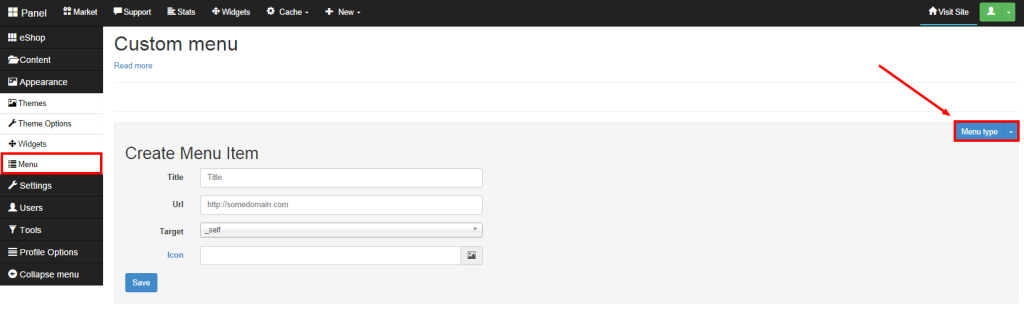 Panel Market Support Stats Widgets Cache New Visit Site
eShop
Content
Appearance
Themes
Theme Options
Widgets
Menu
Settings
Users
Tools
Profile Options
Collapse menu
Custom menu
Read more
Menu type
Create Menu Item
Title Title
Url http://somedomain.com
Target _self
Icon
Save